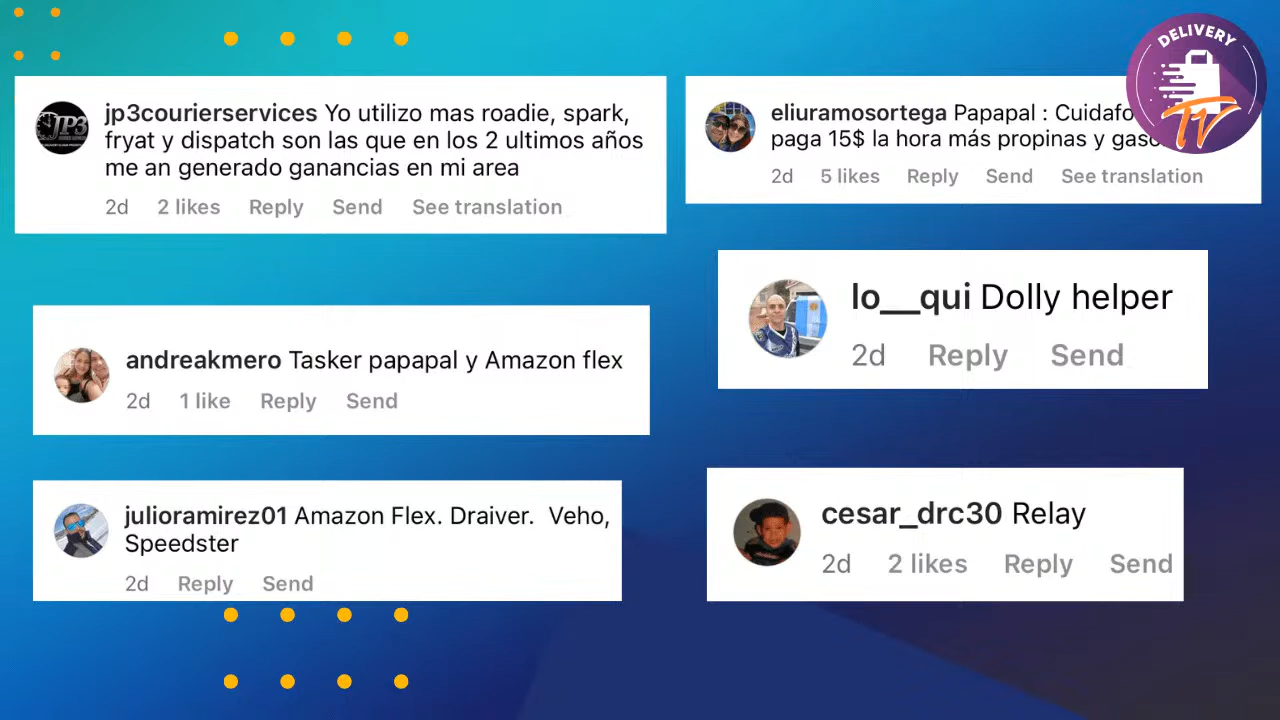 DELIVERY
TV
JP3
jp3courierservices Yo utilizo mas roadie, spark,
fryat y dispatch son las que en los 2 ultimos años
me an generado ganancias en mi area
2d 2 likes Reply Send See translation
eliuramosortega Papapal :
paga 15$ la hora más propinas y
2d 5 likes Reply Send See translation
lo__qui Dolly helper
2d Reply Send
andreakmero Tasker papapal y Amazon flex
2d 1 like Reply Send
julioramirez01 Amazon Flex. Draiver. Veho,
Speedster
2d Reply Send
cesar_drc30 Relay
2d 2 likes Reply Send